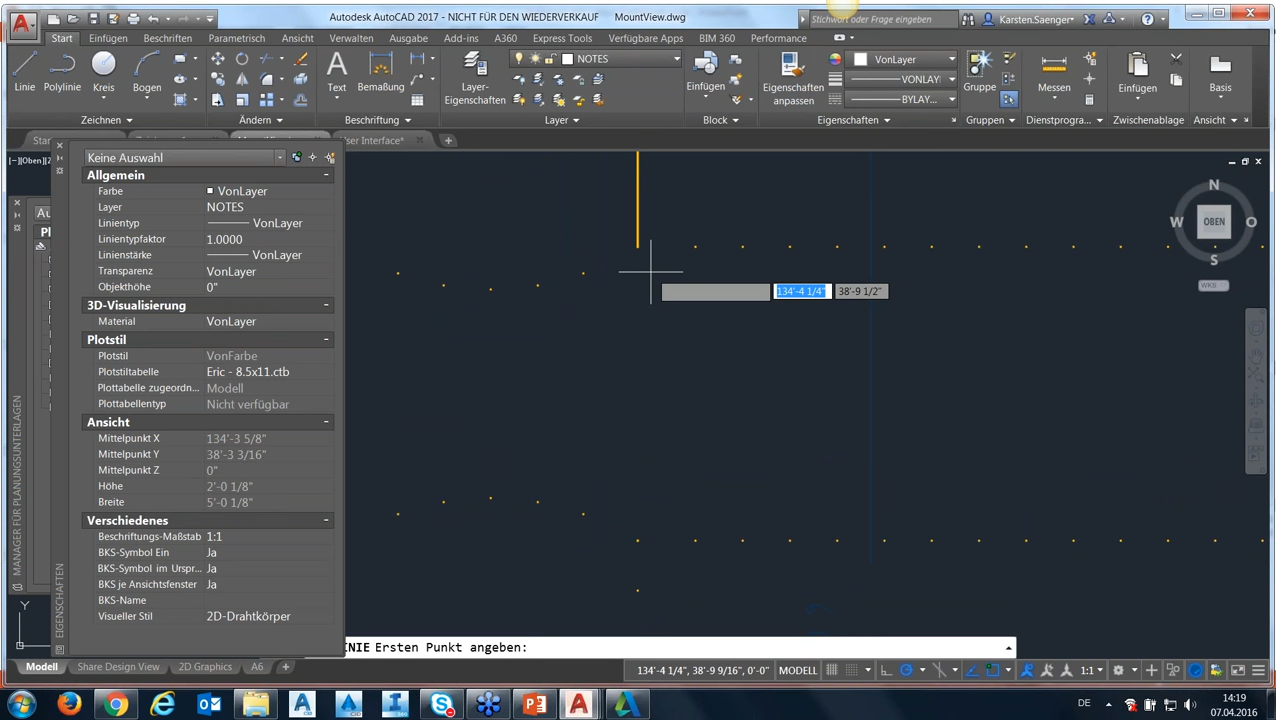 Autodesk AutoCAD 2017 - NICHT FÜR DEN WEITERVERKAUF MountView.dwg
Stichwort oder Frage eingeben
Karsten.Saenger
Start Einfügen Beschriften Parametrisch Ansicht Verwalten Ausgabe Add-ins A360 Express Tools Verfügbare Apps BIM 360 Performance
NOTES
VonLayer
VONLAY...
BYLAY...
Linie Polylinie Kreis Bogen
Text Bemaßung
Layer-
Eigenschaften
Einfügen
Eigenschaften
anpassen
Gruppe
Messen
Einfügen
Basis
Zeichnen Ändern Beschriftung Layer Block Eigenschaften Gruppen Dienstprogra... Zwischenablage Ansicht
User Interface*
[−][Oben]
Keine Auswahl
Allgemein
Farbe VonLayer
Layer NOTES
Linientyp VonLayer
Linientypfaktor 1.0000
Linienstärke VonLayer
Transparenz VonLayer
Objekthöhe 0"
3D-Visualisierung
Material VonLayer
Plotstil
Plotstil VonFarbe
Plotstiltabelle Eric - 8.5x11.ctb
Plottabelle zugeordn... Modell
Plottabellentyp Nicht verfügbar
Ansicht
Mittelpunkt X 134'-3 5/8"
Mittelpunkt Y 38'-3 3/16"
Mittelpunkt Z 0"
Höhe 2'-0 1/8"
Breite 5'-0 1/8"
Verschiedenes
Beschriftungs-Maßstab 1:1
BKS-Symbol Ein Ja
BKS-Symbol im Urspr... Ja
BKS je Ansichtsfenster Ja
BKS-Name
Visueller Stil 2D-Drahtkörper
MANAGER FÜR PLANUNGSUNTERLAGEN
EIGENSCHAFTEN
N
W OBEN O
S
WKS
134'-4 1/4" 38'-9 1/2"
Y
INIE Ersten Punkt angeben:
Modell Share Design View 2D Graphics A6
134'-4 1/4", 38'-9 9/16", 0'-0" MODELL 1:1
DE 14:19
07.04.2016